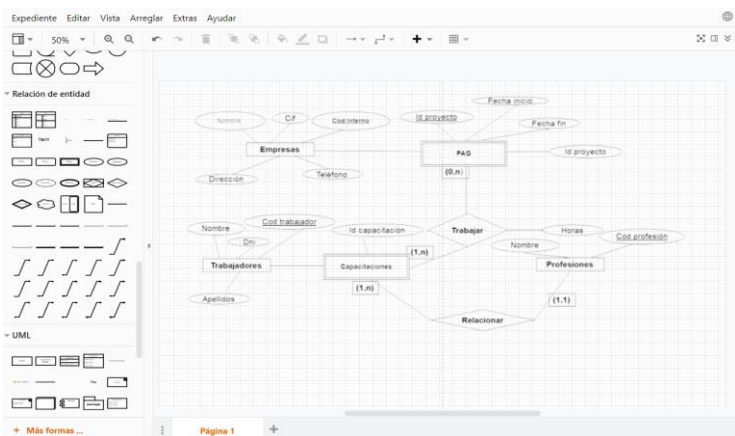 Expediente Editar Vista Arreglar Extras Ayudar
50%
Relación de entidad
UML
+ Más formas ...
Página 1
Fecha inicio.
Nombre
Cif
Cod.Interno
Id proyecto
Fecha fin
Empresas
PAG
Id proyecto
Dirección
Teléfono
(0,n)
Nombre
Cod trabajador
Id capacitación
Trabajar
Horas
Cod profesión
Dni
Nombre
(1.n)
Trabajadores
Capacitaciones
Profesiones
(1.n)
Apellidos
(1,1)
Relacionar